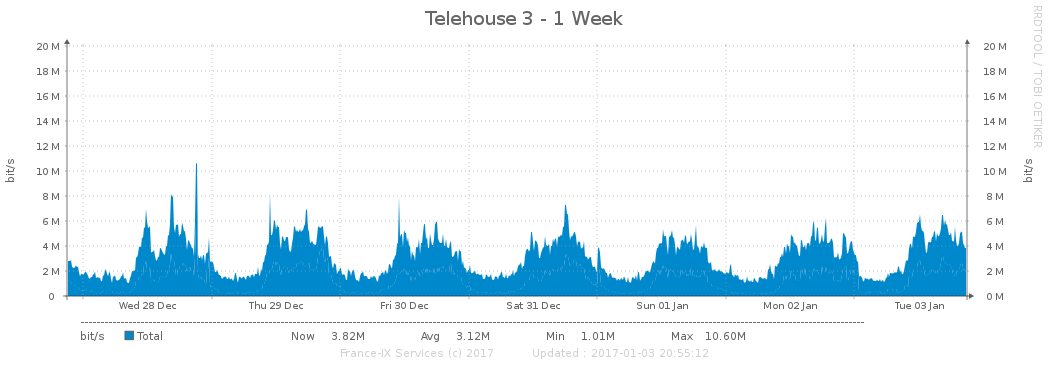 Telehouse 3 - 1 Week
RRDTOOL / TOBI OETIKER
20 M 20 M
18 M 18 M
16 M 16 M
14 M 14 M
12 M 12 M
10 M 10 M
8 M 8 M
6 M 6 M
4 M 4 M
2 M 2 M
0 0 M
bit/s
bit/s
Wed 28 Dec Thu 29 Dec Fri 30 Dec Sat 31 Dec Sun 01 Jan Mon 02 Jan Tue 03 Jan
bit/s Total Now 3.82M Avg 3.12M Min 1.01M Max 10.60M
France-IX Services (c) 2017 Updated : 2017-01-03 20:55:12